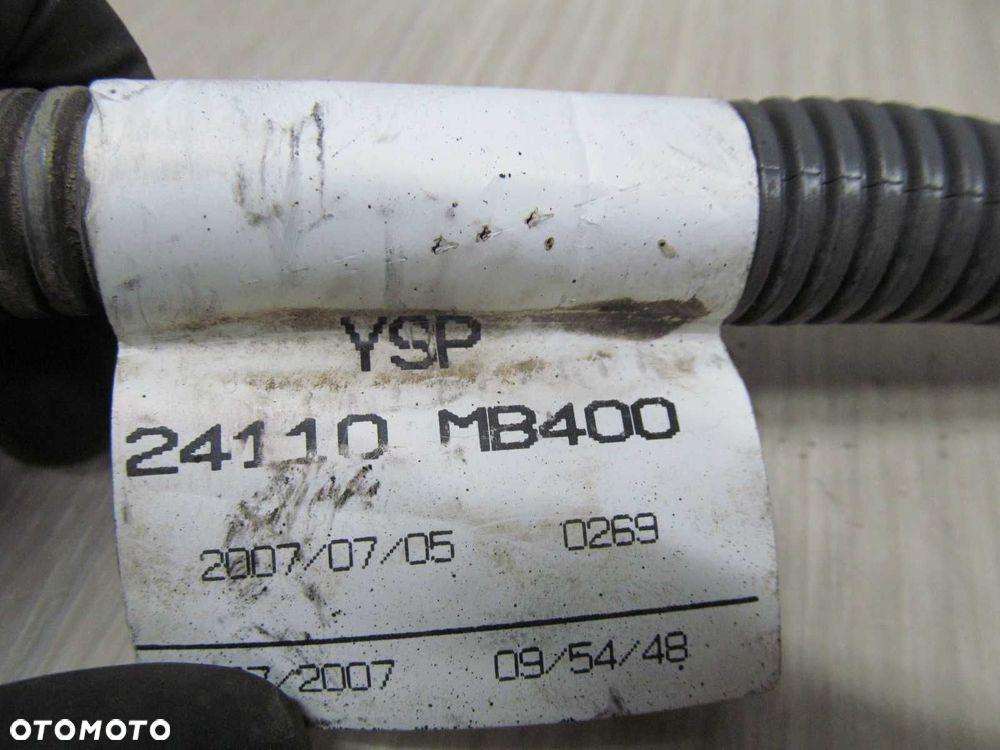 YSP
24110 MB400
2007/07/05 0269
/2007 09/54/48
OTOMOTO